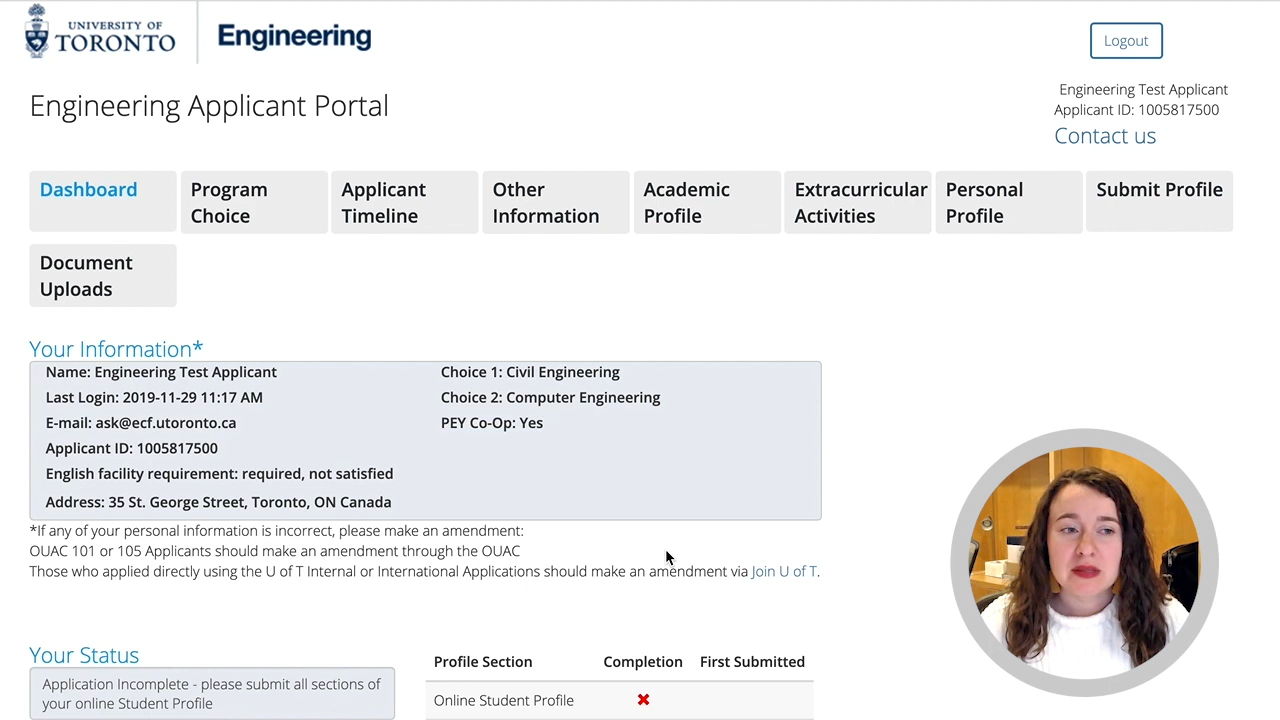 UNIVERSITY OF
TORONTO
Engineering
Logout
Engineering Applicant Portal
Engineering Test Applicant
Applicant ID: 1005817500
Contact us
Dashboard
Program
Choice
Applicant
Timeline
Other
Information
Academic
Profile
Extracurricular
Activities
Personal
Profile
Submit Profile
Document
Uploads
Your Information*
Name: Engineering Test Applicant
Last Login: 2019-11-29 11:17 AM
E-mail: ask@ecf.utoronto.ca
Applicant ID: 1005817500
English facility requirement: required, not satisfied
Address: 35 St. George Street, Toronto, ON Canada
Choice 1: Civil Engineering
Choice 2: Computer Engineering
PEY Co-Op: Yes
*If any of your personal information is incorrect, please make an amendment:
OUAC 101 or 105 Applicants should make an amendment through the OUAC
Those who applied directly using the U of T Internal or International Applications should make an amendment via Join U of T.
Your Status
Application Incomplete - please submit all sections of
your online Student Profile
Profile Section Completion First Submitted
Online Student Profile ✖